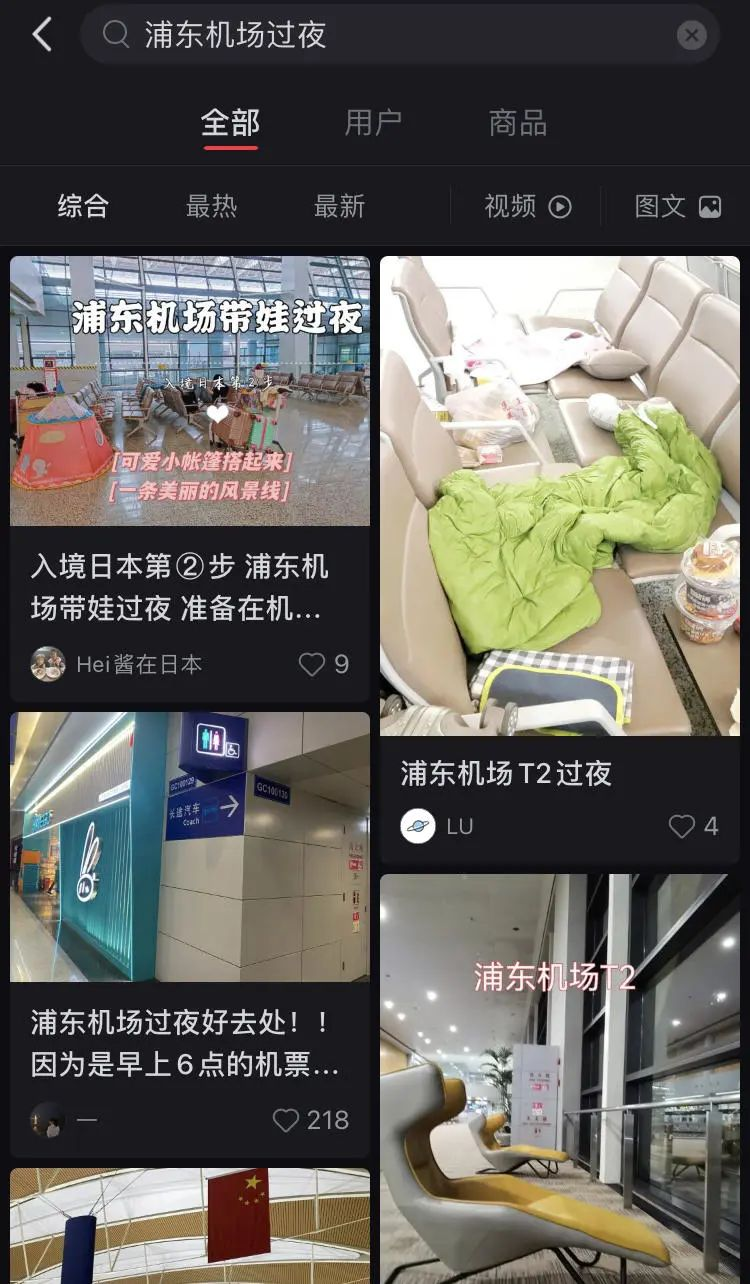 浦东机场过夜
全部
用户
商品
综合
最热
最新
视频
图文
浦东机场带娃过夜
入境日本第2步
[可爱小帐篷搭起来]
[一条美丽的风景线]
入境日本第②步 浦东机
场带娃过夜 准备在机...
Hei酱在日本
9
浦东机场T2过夜
LU
4
GC100129
GC100130
长途汽车
Coach
浦东机场过夜好去处！！
因为是早上6点的机票...
一
218
浦东机场T2